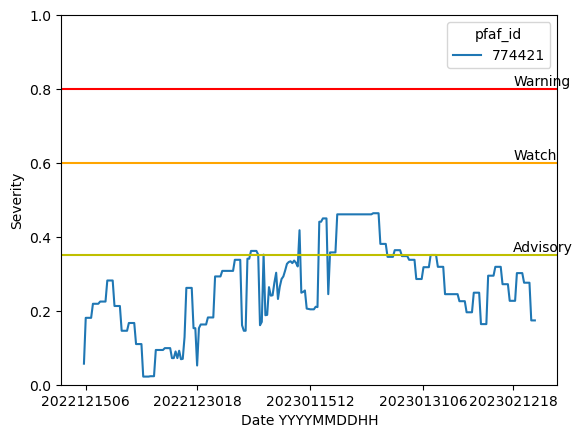 1.0
pfaf_id
774421
Warning
0.8
Watch
0.6
Severity
Advisory
0.4
0.2
0.0
2022121506 2022123018 2023011512 2023013106 2023021218
Date YYYYMMDDHH